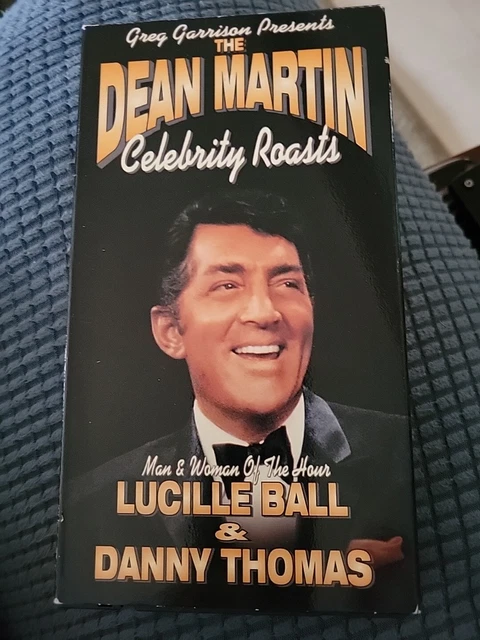 Greg Garrison Presents
THE
DEAN MARTIN
Celebrity Roasts
Man & Woman Of The Hour
LUCILLE BALL
&
DANNY THOMAS